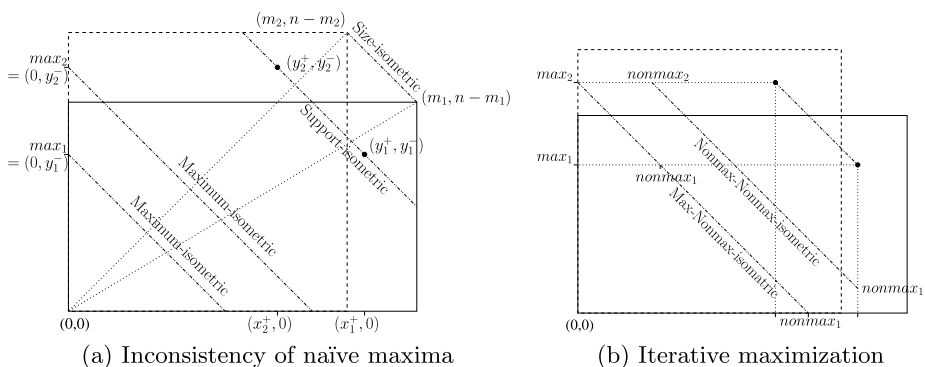 (m₂, n − m₂)
Size-isometric
max₂
= (0, y₂⁻)
(y₂⁺, y₂⁻)
(m₁, n − m₁)
Support-isometric
max₁
= (0, y₁⁻)
(y₁⁺, y₁⁻)
Maximum-isometric
Maximum-isometric
(0,0)
(x₂⁺, 0)
(x₁⁺, 0)
(a) Inconsistency of naïve maxima
max₂
nonmax₂
max₁
nonmax₁
Nonmax-Nonmax-isometric
Max-Nonmax-isomatric
nonmax₁
(0,0)
nonmax₁
(b) Iterative maximization